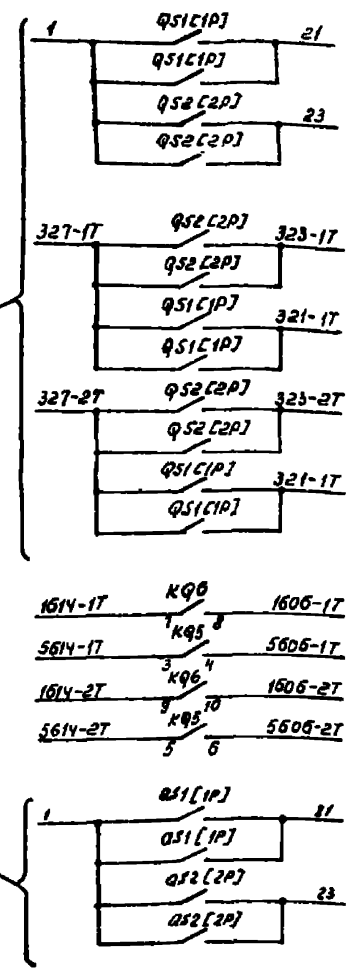 QS1[1P]
1 21
QS1[1P]
QS2[2P]
23
QS2[2P]
QS2[2P]
327-1T 323-1T
QS2[2P]
QS1[1P]
321-1T
QS1[1P]
QS2[2P]
327-2T 323-2T
QS2[2P]
QS1[1P]
321-1T
QS1[1P]
KQ6
1614-1T 1606-1T
7 8
KQ5
5614-1T 5606-1T
3 4
KQ6
1614-2T 1606-2T
9 10
KQ5
5614-2T 5606-2T
5 6
QS1[1P]
1 21
QS1[1P]
QS2[2P]
23
QS2[2P]